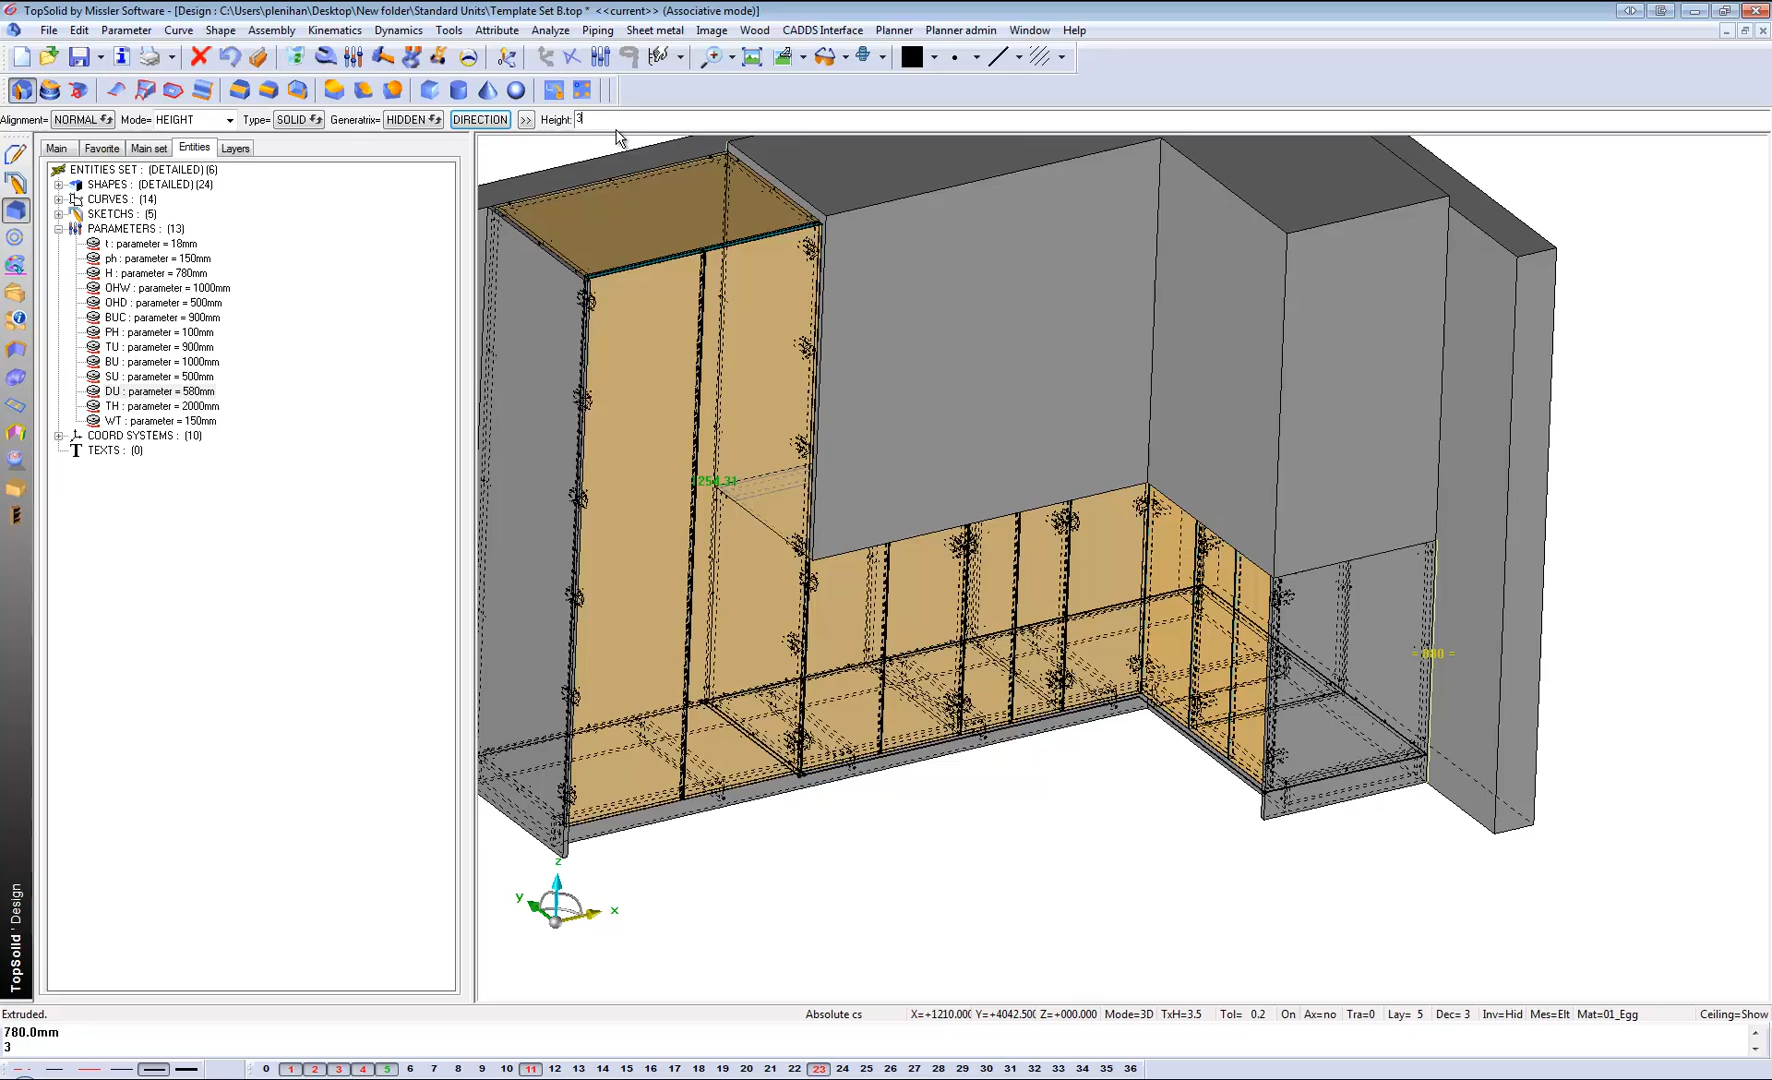 TopSolid by Missler Software - [Design : C:\Users\plenihan\Desktop\New folder\Standard Units\Template Set B.top *  <<current>> (Associative mode)]
File Edit Parameter Curve Shape Assembly Kinematics Dynamics Tools Attribute Analyze Piping Sheet metal Image Wood CADDS Interface Planner Planner admin Window Help
Alignment= NORMAL Mode= HEIGHT Type= SOLID Generatrix= HIDDEN DIRECTION >> Height: 3
Main Favorite Main set Entities Layers
ENTITIES SET : (DETAILED) (6)
SHAPES : (DETAILED) (24)
CURVES : (14)
SKETCHS : (5)
PARAMETERS : (13)
t : parameter = 18mm
ph : parameter = 150mm
H : parameter = 780mm
OHW : parameter = 1000mm
OHD : parameter = 500mm
BUC : parameter = 900mm
PH : parameter = 100mm
TU : parameter = 900mm
BU : parameter = 1000mm
SU : parameter = 500mm
DU : parameter = 580mm
TH : parameter = 2000mm
WT : parameter = 150mm
COORD SYSTEMS : (10)
TEXTS : (0)
z
y
x
TopSolid'Design
Extruded. Absolute cs X=+1210.000 Y=+4042.500 Z=+000.000 Mode=3D TxH=3.5 Tol= 0.2 On Ax=no Tra=0 Lay= 5 Dec= 3 Inv=Hid Mes=Elt Mat=01_Egg Ceiling=Show
780.0mm
3
0 1 2 3 4 5 6 7 8 9 10 11 12 13 14 15 16 17 18 19 20 21 22 23 24 25 26 27 28 29 30 31 32 33 34 35 36